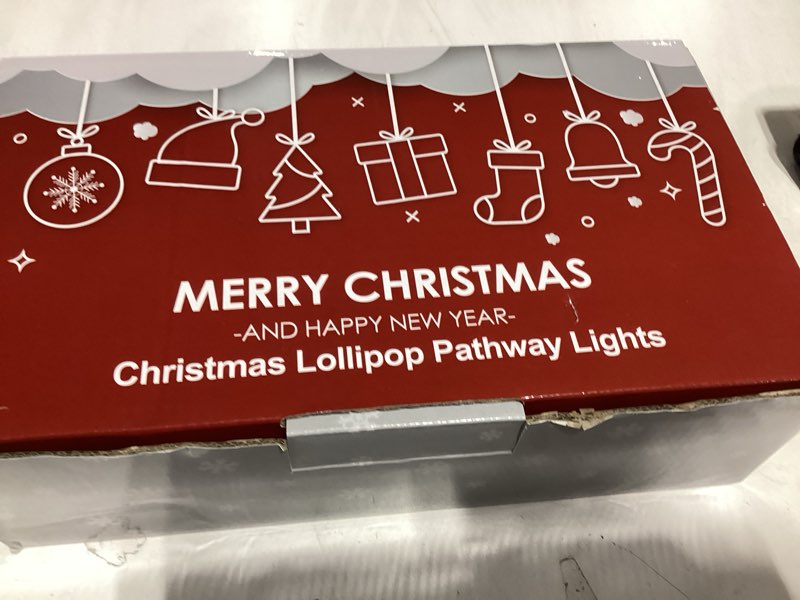 MERRY CHRISTMAS
-AND HAPPY NEW YEAR-
Christmas Lollipop Pathway Lights